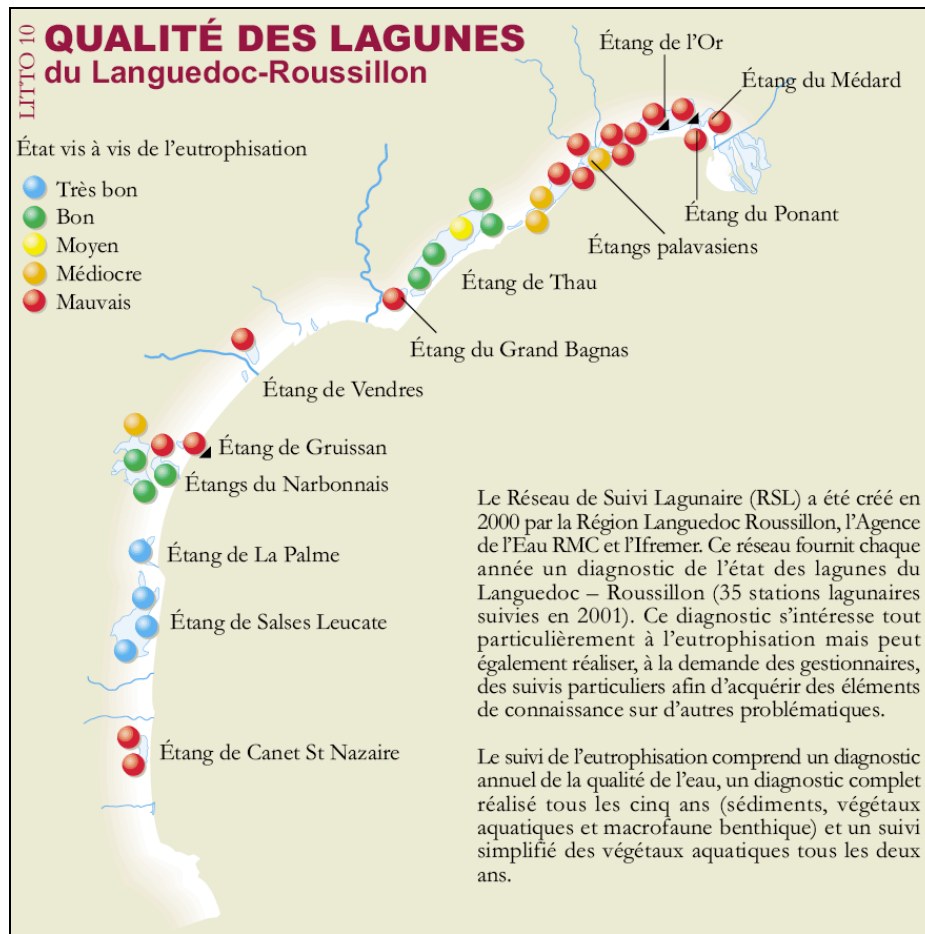 LITTO 10
QUALITÉ DES LAGUNES
du Languedoc-Roussillon
État vis à vis de l'eutrophisation
Très bon
Bon
Moyen
Médiocre
Mauvais
Étang de l'Or
Étang du Médard
Étang du Ponant
Étangs palavasiens
Étang de Thau
Étang du Grand Bagnas
Étang de Vendres
Étang de Gruissan
Étangs du Narbonnais
Étang de La Palme
Étang de Salses Leucate
Étang de Canet St Nazaire
Le Réseau de Suivi Lagunaire (RSL) a été créé en
2000 par la Région Languedoc Roussillon, l'Agence
de l'Eau RMC et l'Ifremer. Ce réseau fournit chaque
année un diagnostic de l'état des lagunes du
Languedoc – Roussillon (35 stations lagunaires
suivies en 2001). Ce diagnostic s'intéresse tout
particulièrement à l'eutrophisation mais peut
également réaliser, à la demande des gestionnaires,
des suivis particuliers afin d'acquérir des éléments
de connaissance sur d'autres problématiques.
Le suivi de l'eutrophisation comprend un diagnostic
annuel de la qualité de l'eau, un diagnostic complet
réalisé tous les cinq ans (sédiments, végétaux
aquatiques et macrofaune benthique) et un suivi
simplifié des végétaux aquatiques tous les deux
ans.